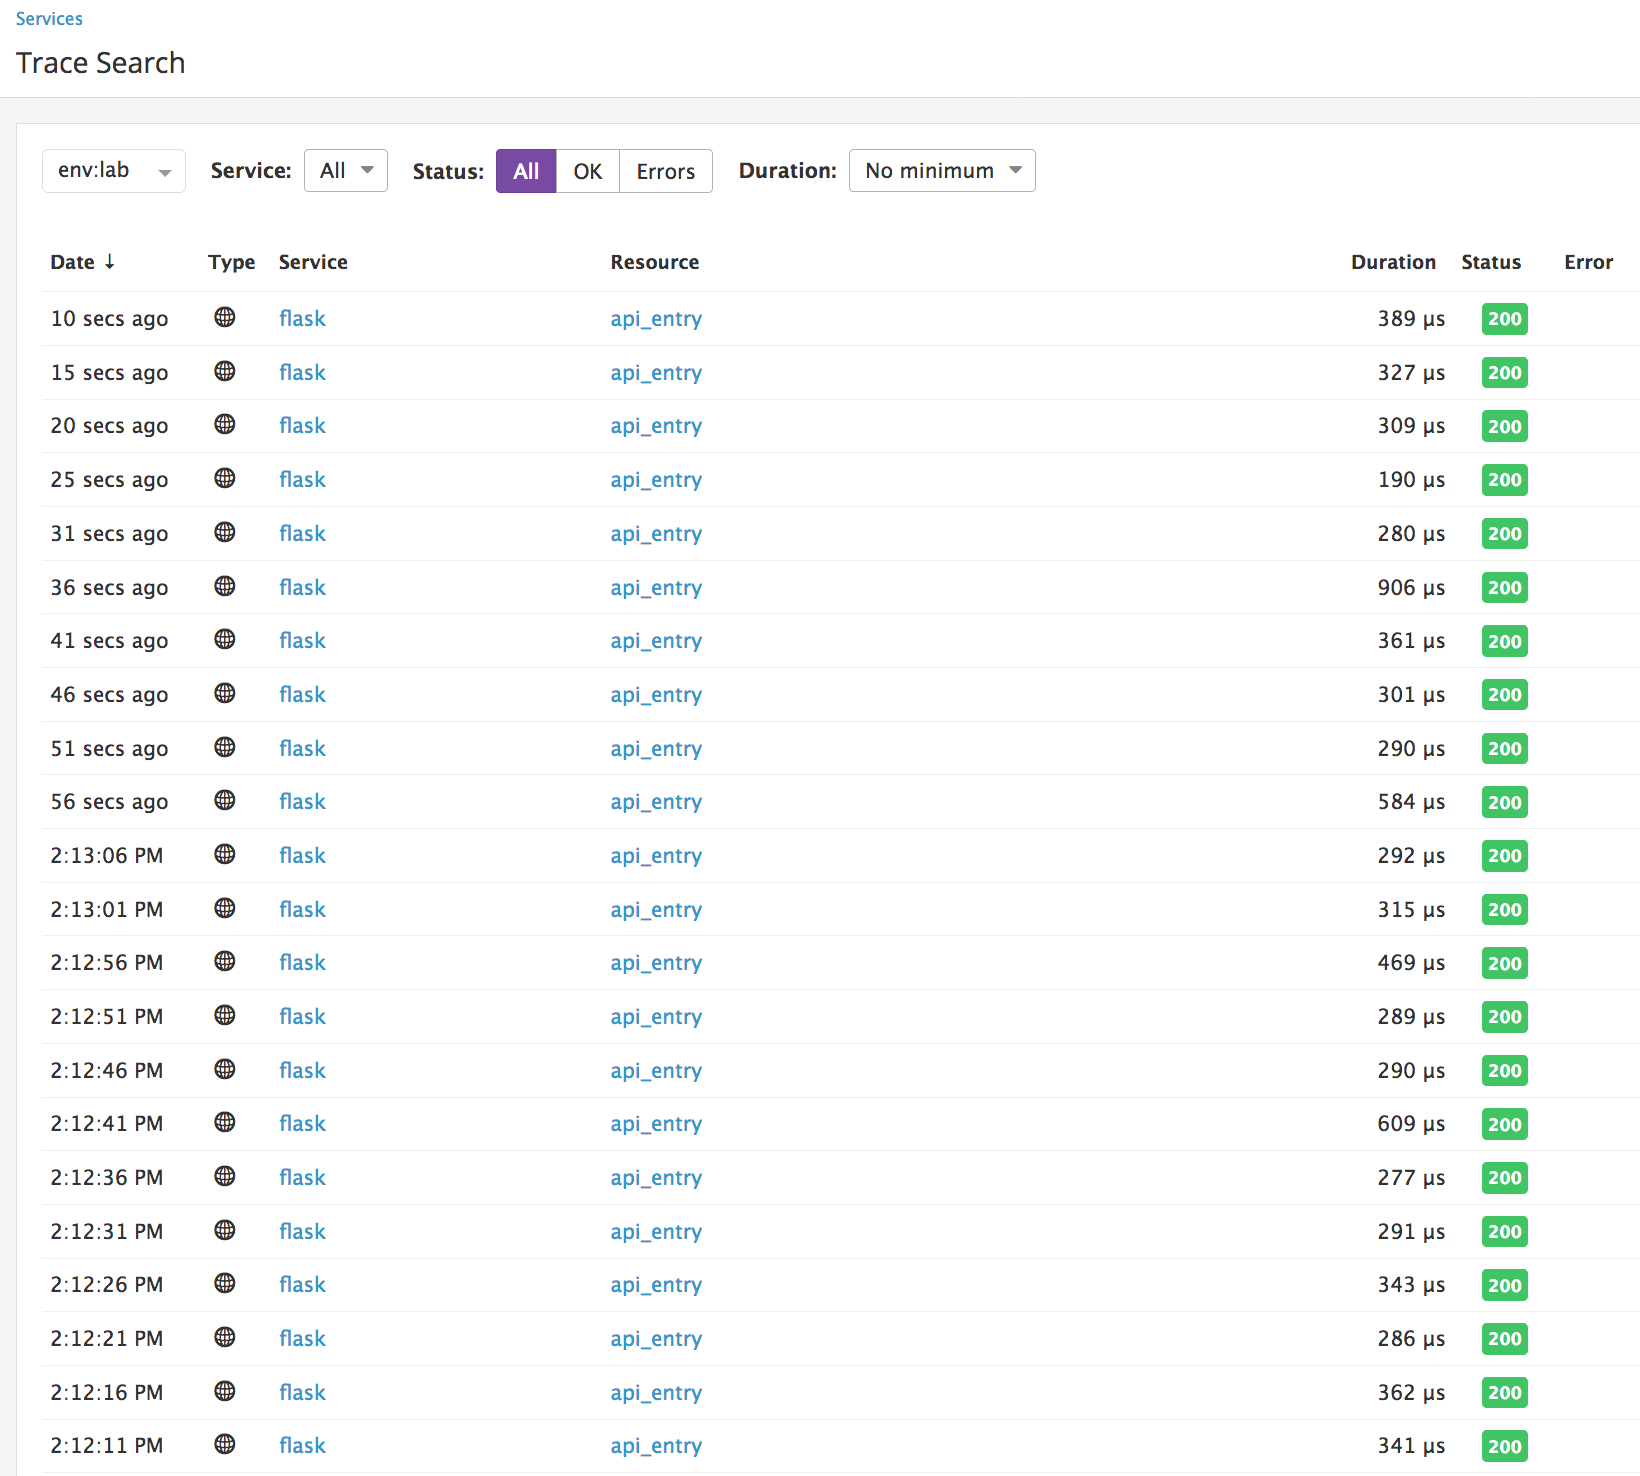 Services
Trace Search
env:lab Service: All Status: All OK Errors Duration: No minimum
Date ↓ Type Service Resource Duration Status Error
10 secs ago flask api_entry 389 µs 200
15 secs ago flask api_entry 327 µs 200
20 secs ago flask api_entry 309 µs 200
25 secs ago flask api_entry 190 µs 200
31 secs ago flask api_entry 280 µs 200
36 secs ago flask api_entry 906 µs 200
41 secs ago flask api_entry 361 µs 200
46 secs ago flask api_entry 301 µs 200
51 secs ago flask api_entry 290 µs 200
56 secs ago flask api_entry 584 µs 200
2:13:06 PM flask api_entry 292 µs 200
2:13:01 PM flask api_entry 315 µs 200
2:12:56 PM flask api_entry 469 µs 200
2:12:51 PM flask api_entry 289 µs 200
2:12:46 PM flask api_entry 290 µs 200
2:12:41 PM flask api_entry 609 µs 200
2:12:36 PM flask api_entry 277 µs 200
2:12:31 PM flask api_entry 291 µs 200
2:12:26 PM flask api_entry 343 µs 200
2:12:21 PM flask api_entry 286 µs 200
2:12:16 PM flask api_entry 362 µs 200
2:12:11 PM flask api_entry 341 µs 200